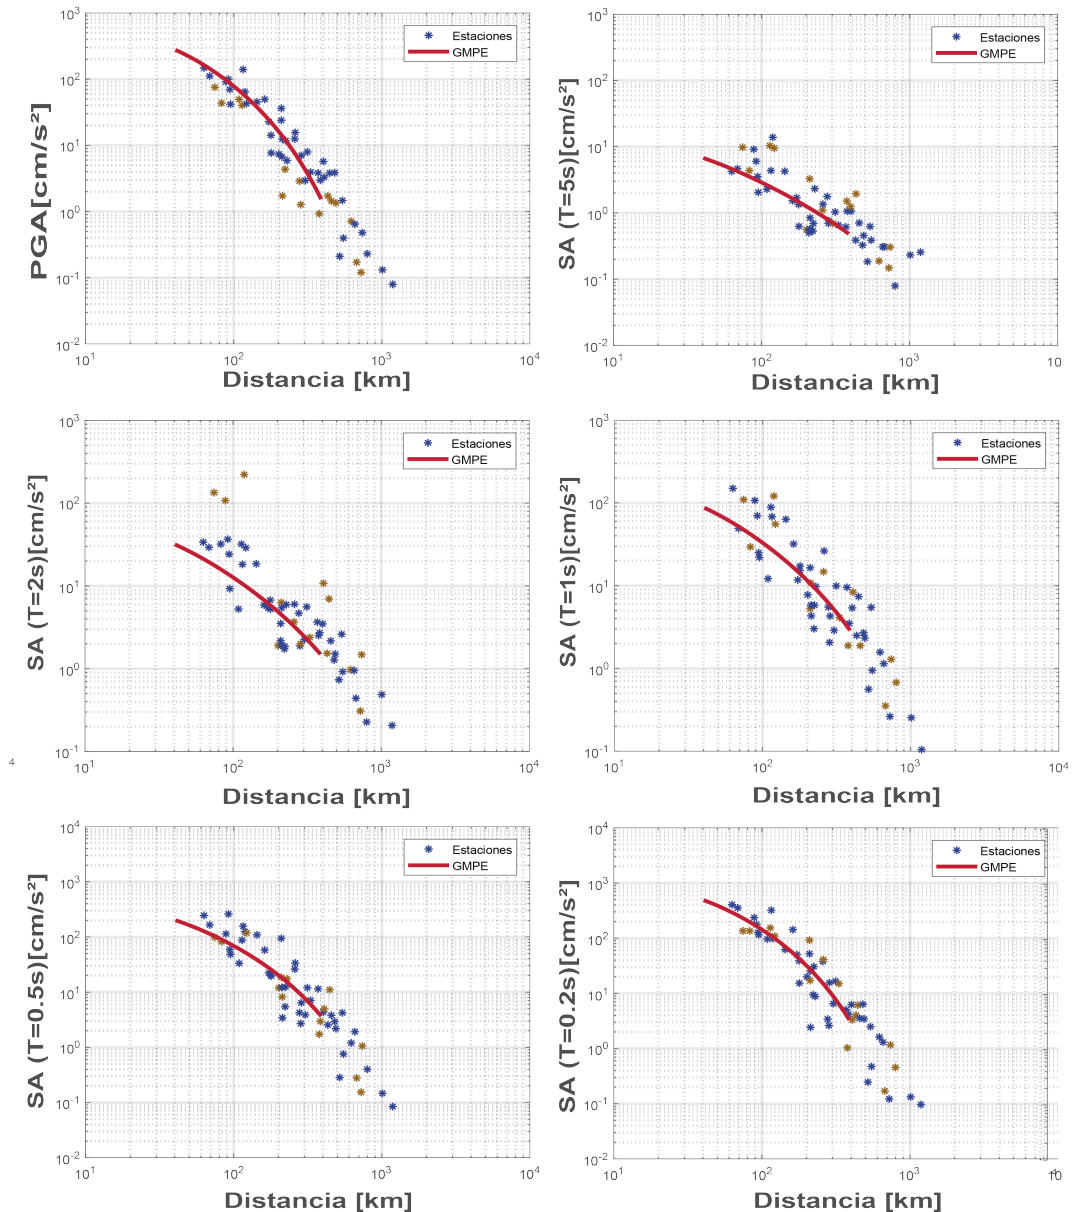 10³
10²
10¹
10⁰
10⁻¹
10⁻²
PGA[cm/s²]
Estaciones
GMPE
10¹
10²
10³
10⁴
Distancia [km]
10³
10²
10¹
10⁰
10⁻¹
10⁻²
SA (T=5s)[cm/s²]
Estaciones
GMPE
10¹
10²
10³
10
Distancia [km]
10³
10²
10¹
10⁰
10⁻¹
SA (T=2s)[cm/s²]
Estaciones
GMPE
10¹
10²
10³
10⁴
Distancia [km]
4
10³
10²
10¹
10⁰
10⁻¹
SA (T=1s)[cm/s²]
Estaciones
GMPE
10¹
10²
10³
10⁴
Distancia [km]
10⁴
10³
10²
10¹
10⁰
10⁻¹
10⁻²
SA (T=0.5s)[cm/s²]
Estaciones
GMPE
10¹
10²
10³
10⁴
Distancia [km]
10⁴
10³
10²
10¹
10⁰
10⁻¹
10⁻²
SA (T=0.2s)[cm/s²]
Estaciones
GMPE
10¹
10²
10³
Distancia [km]